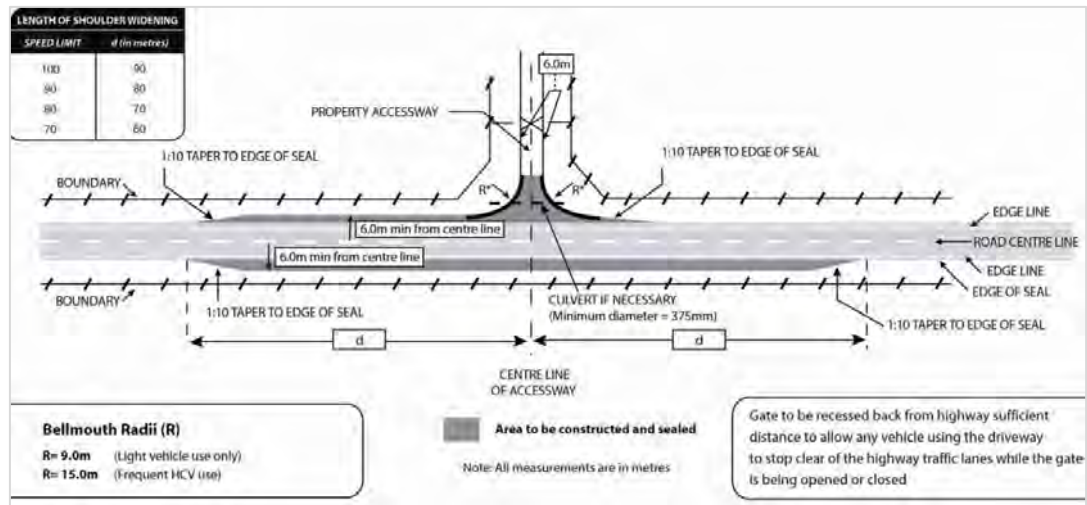 LENGTH OF SHOULDER WIDENING
SPEED LIMIT d (in metres)
100 90
90 80
80 70
70 60
6.0m
PROPERTY ACCESSWAY
1:10 TAPER TO EDGE OF SEAL
1:10 TAPER TO EDGE OF SEAL
BOUNDARY
R*
R*
EDGE LINE
6.0m min from centre line
ROAD CENTRE LINE
6.0m min from centre line
EDGE LINE
EDGE OF SEAL
BOUNDARY
1:10 TAPER TO EDGE OF SEAL
CULVERT IF NECESSARY
(Minimum diameter = 375mm)
1:10 TAPER TO EDGE OF SEAL
d
d
CENTRE LINE
OF ACCESSWAY
Bellmouth Radii (R)
R= 9.0m (Light vehicle use only)
R= 15.0m (Frequent HCV use)
Area to be constructed and sealed
Note: All measurements are in metres
Gate to be recessed back from highway sufficient
distance to allow any vehicle using the driveway
to stop clear of the highway traffic lanes while the gate
is being opened or closed